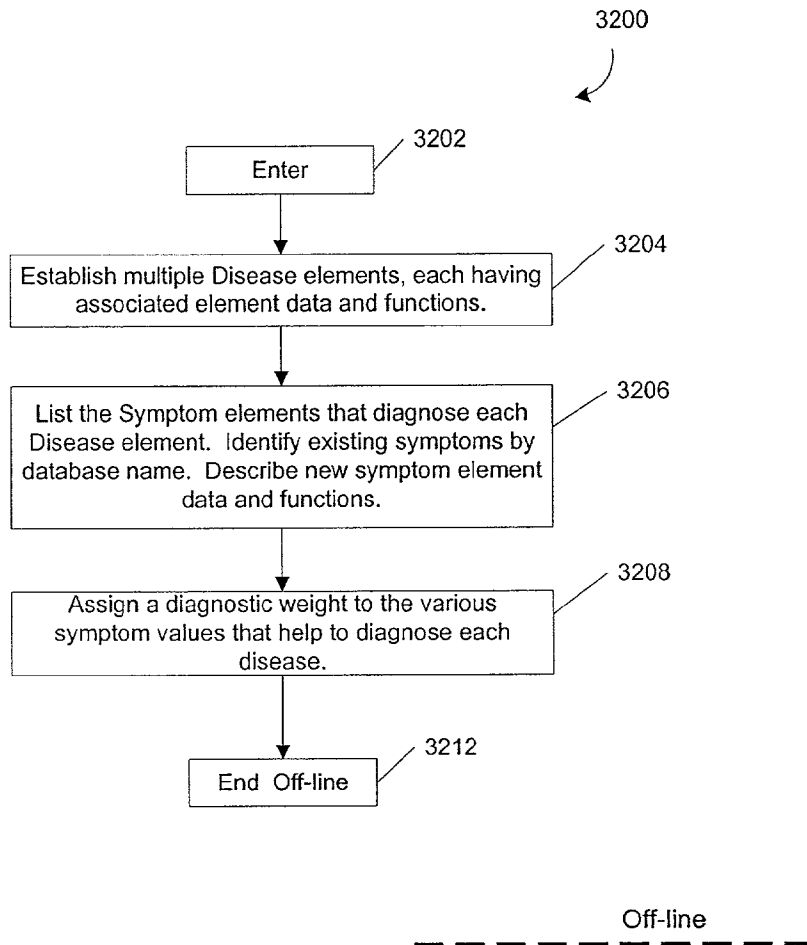 3200
3202
Enter
3204
Establish multiple Disease elements, each having
associated element data and functions.
3206
List the Symptom elements that diagnose each
Disease element. Identify existing symptoms by
database name. Describe new symptom element
data and functions.
3208
Assign a diagnostic weight to the various
symptom values that help to diagnose each
disease.
3212
End Off-line
Off-line